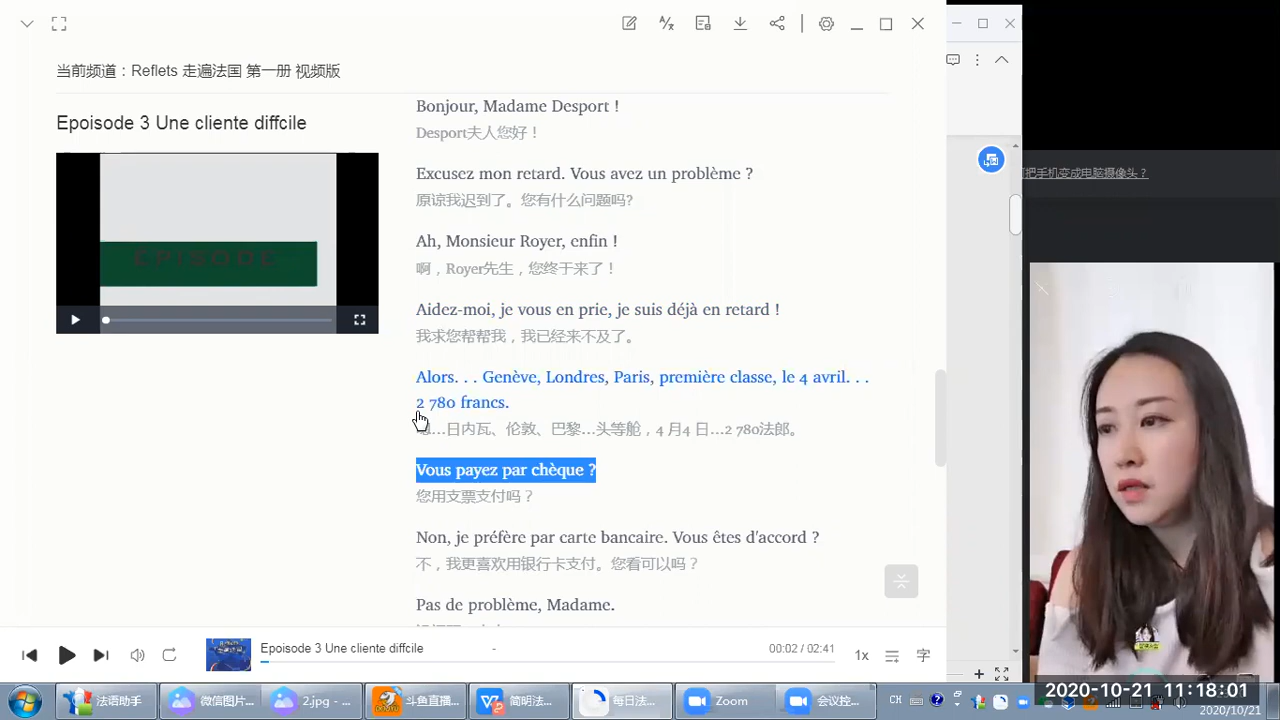 当前频道：Reflets 走遍法国 第一册 视频版
Epoisode 3 Une cliente diffcile
EPISODE
Bonjour, Madame Desport !
Desport夫人您好！
Excusez mon retard. Vous avez un problème ?
原谅我迟到了。您有什么问题吗?
Ah, Monsieur Royer, enfin !
啊，Royer先生，您终于来了！
Aidez-moi, je vous en prie, je suis déjà en retard !
我求您帮帮我，我已经来不及了。
Alors. . . Genève, Londres, Paris, première classe, le 4 avril. . .
2 780 francs.
…日内瓦、伦敦、巴黎…头等舱，4 月4 日…2 780法郎。
Vous payez par chèque ?
您用支票支付吗？
Non, je préfère par carte bancaire. Vous êtes d'accord ?
不，我更喜欢用银行卡支付。您看可以吗？
Pas de problème, Madame.
把手机变成电脑摄像头？
Epoisode 3 Une cliente diffcile
-
00:02 / 02:41
1x
字
法语助手
微信图片...
3.jpg - ...
斗鱼直播...
简明法...
每日法...
Zoom
会议控...
CH
2020-10-21 11:18:01
2020/10/21